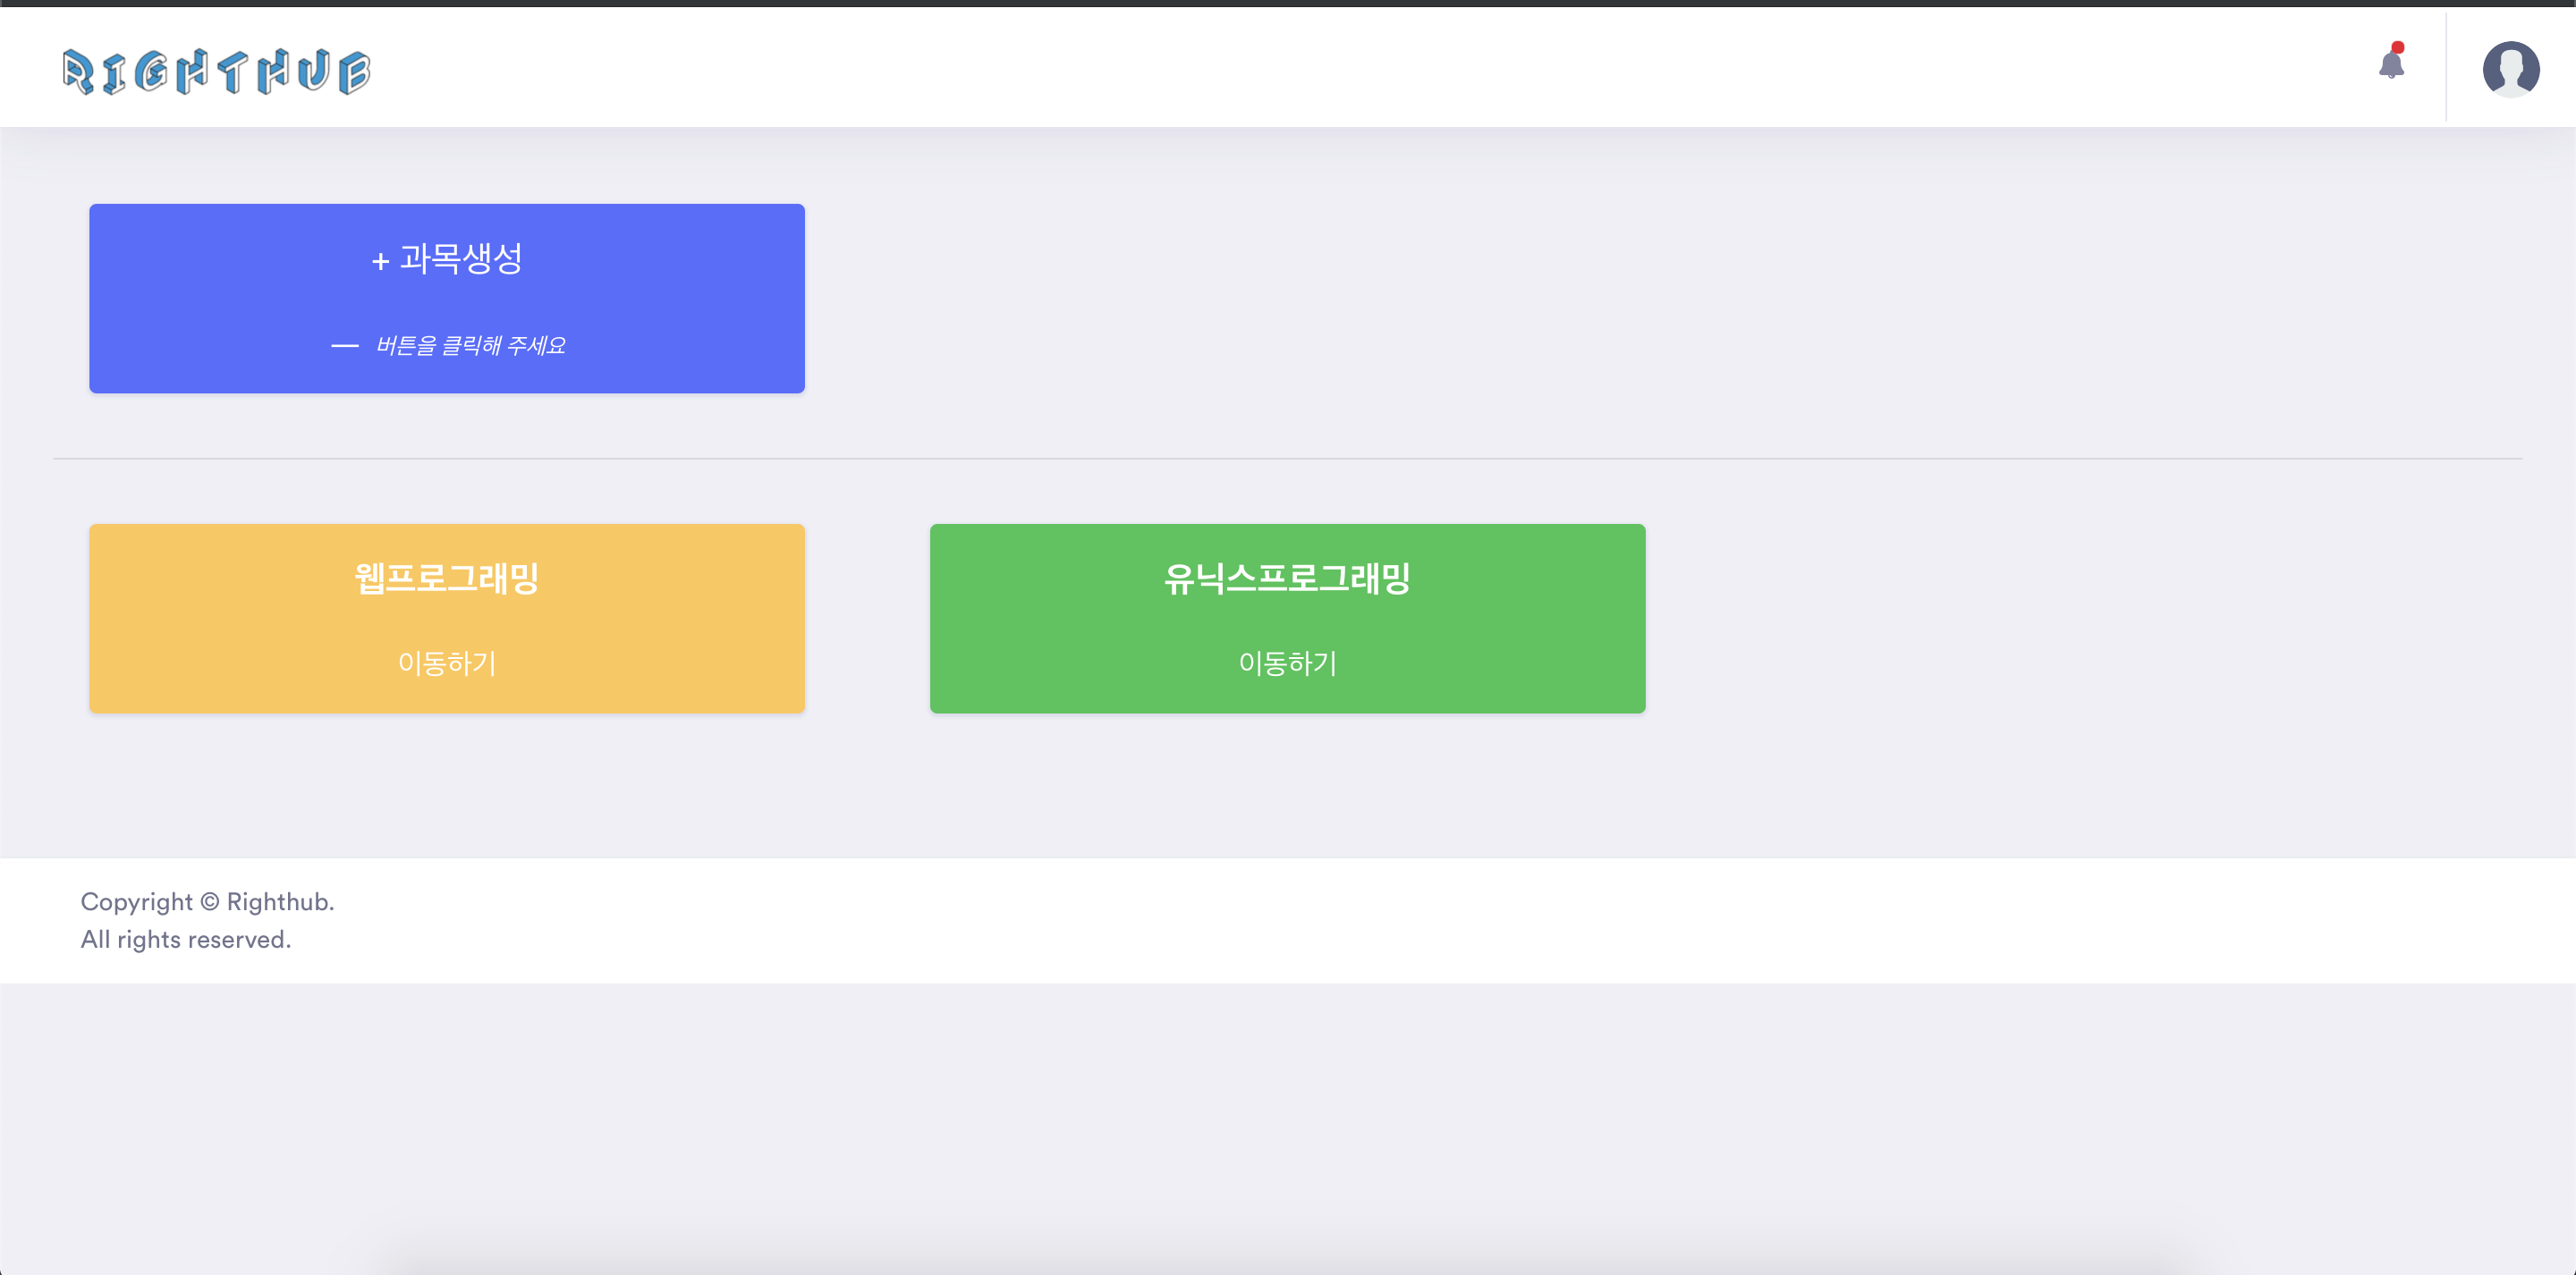 RIGHTHUB
+ 과목생성
— 버튼을 클릭해 주세요
웹프로그래밍
이동하기
유닉스프로그래밍
이동하기
Copyright © Righthub.
All rights reserved.